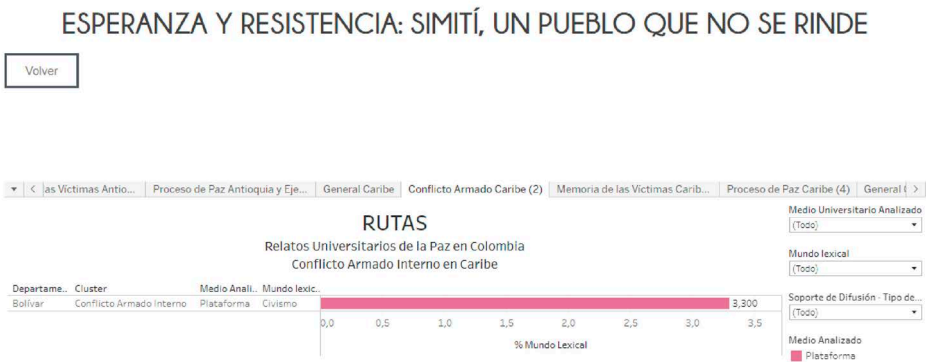 ESPERANZA Y RESISTENCIA: SIMITÍ, UN PUEBLO QUE NO SE RINDE
Volver
as Víctimas Antio... Proceso de Paz Antioquia y Eje... General Caribe Conflicto Armado Caribe (2) Memoria de las Víctimas Carib... Proceso de Paz Caribe (4) General
RUTAS
Relatos Universitarios de la Paz en Colombia
Conflicto Armado Interno en Caribe
Departame.. Cluster Medio Anali.. Mundo lexic..
Bolívar Conflicto Armado Interno Plataforma Civismo 3,300
0,0 0,5 1,0 1,5 2,0 2,5 3,0 3,5
% Mundo Lexical
Medio Universitario Analizado
(Todo)
Mundo lexical
(Todo)
Soporte de Difusión - Tipo de...
(Todo)
Medio Analizado
Plataforma